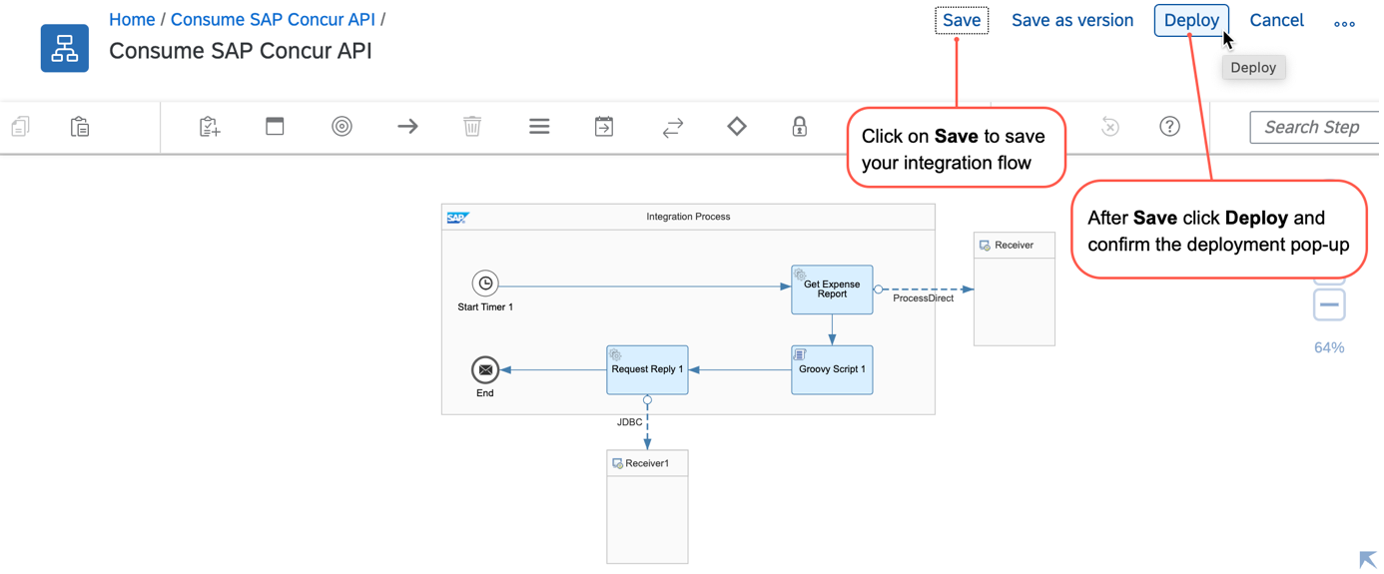 Home / Consume SAP Concur API /
Consume SAP Concur API
Save Save as version Deploy Cancel
Deploy
Search Step
Click on Save to save
your integration flow
After Save click Deploy and
confirm the deployment pop-up
SAP Integration Process
Receiver
Start Timer 1
Get Expense
Report
ProcessDirect
Request Reply 1
Groovy Script 1
End
JDBC
Receiver1
64%